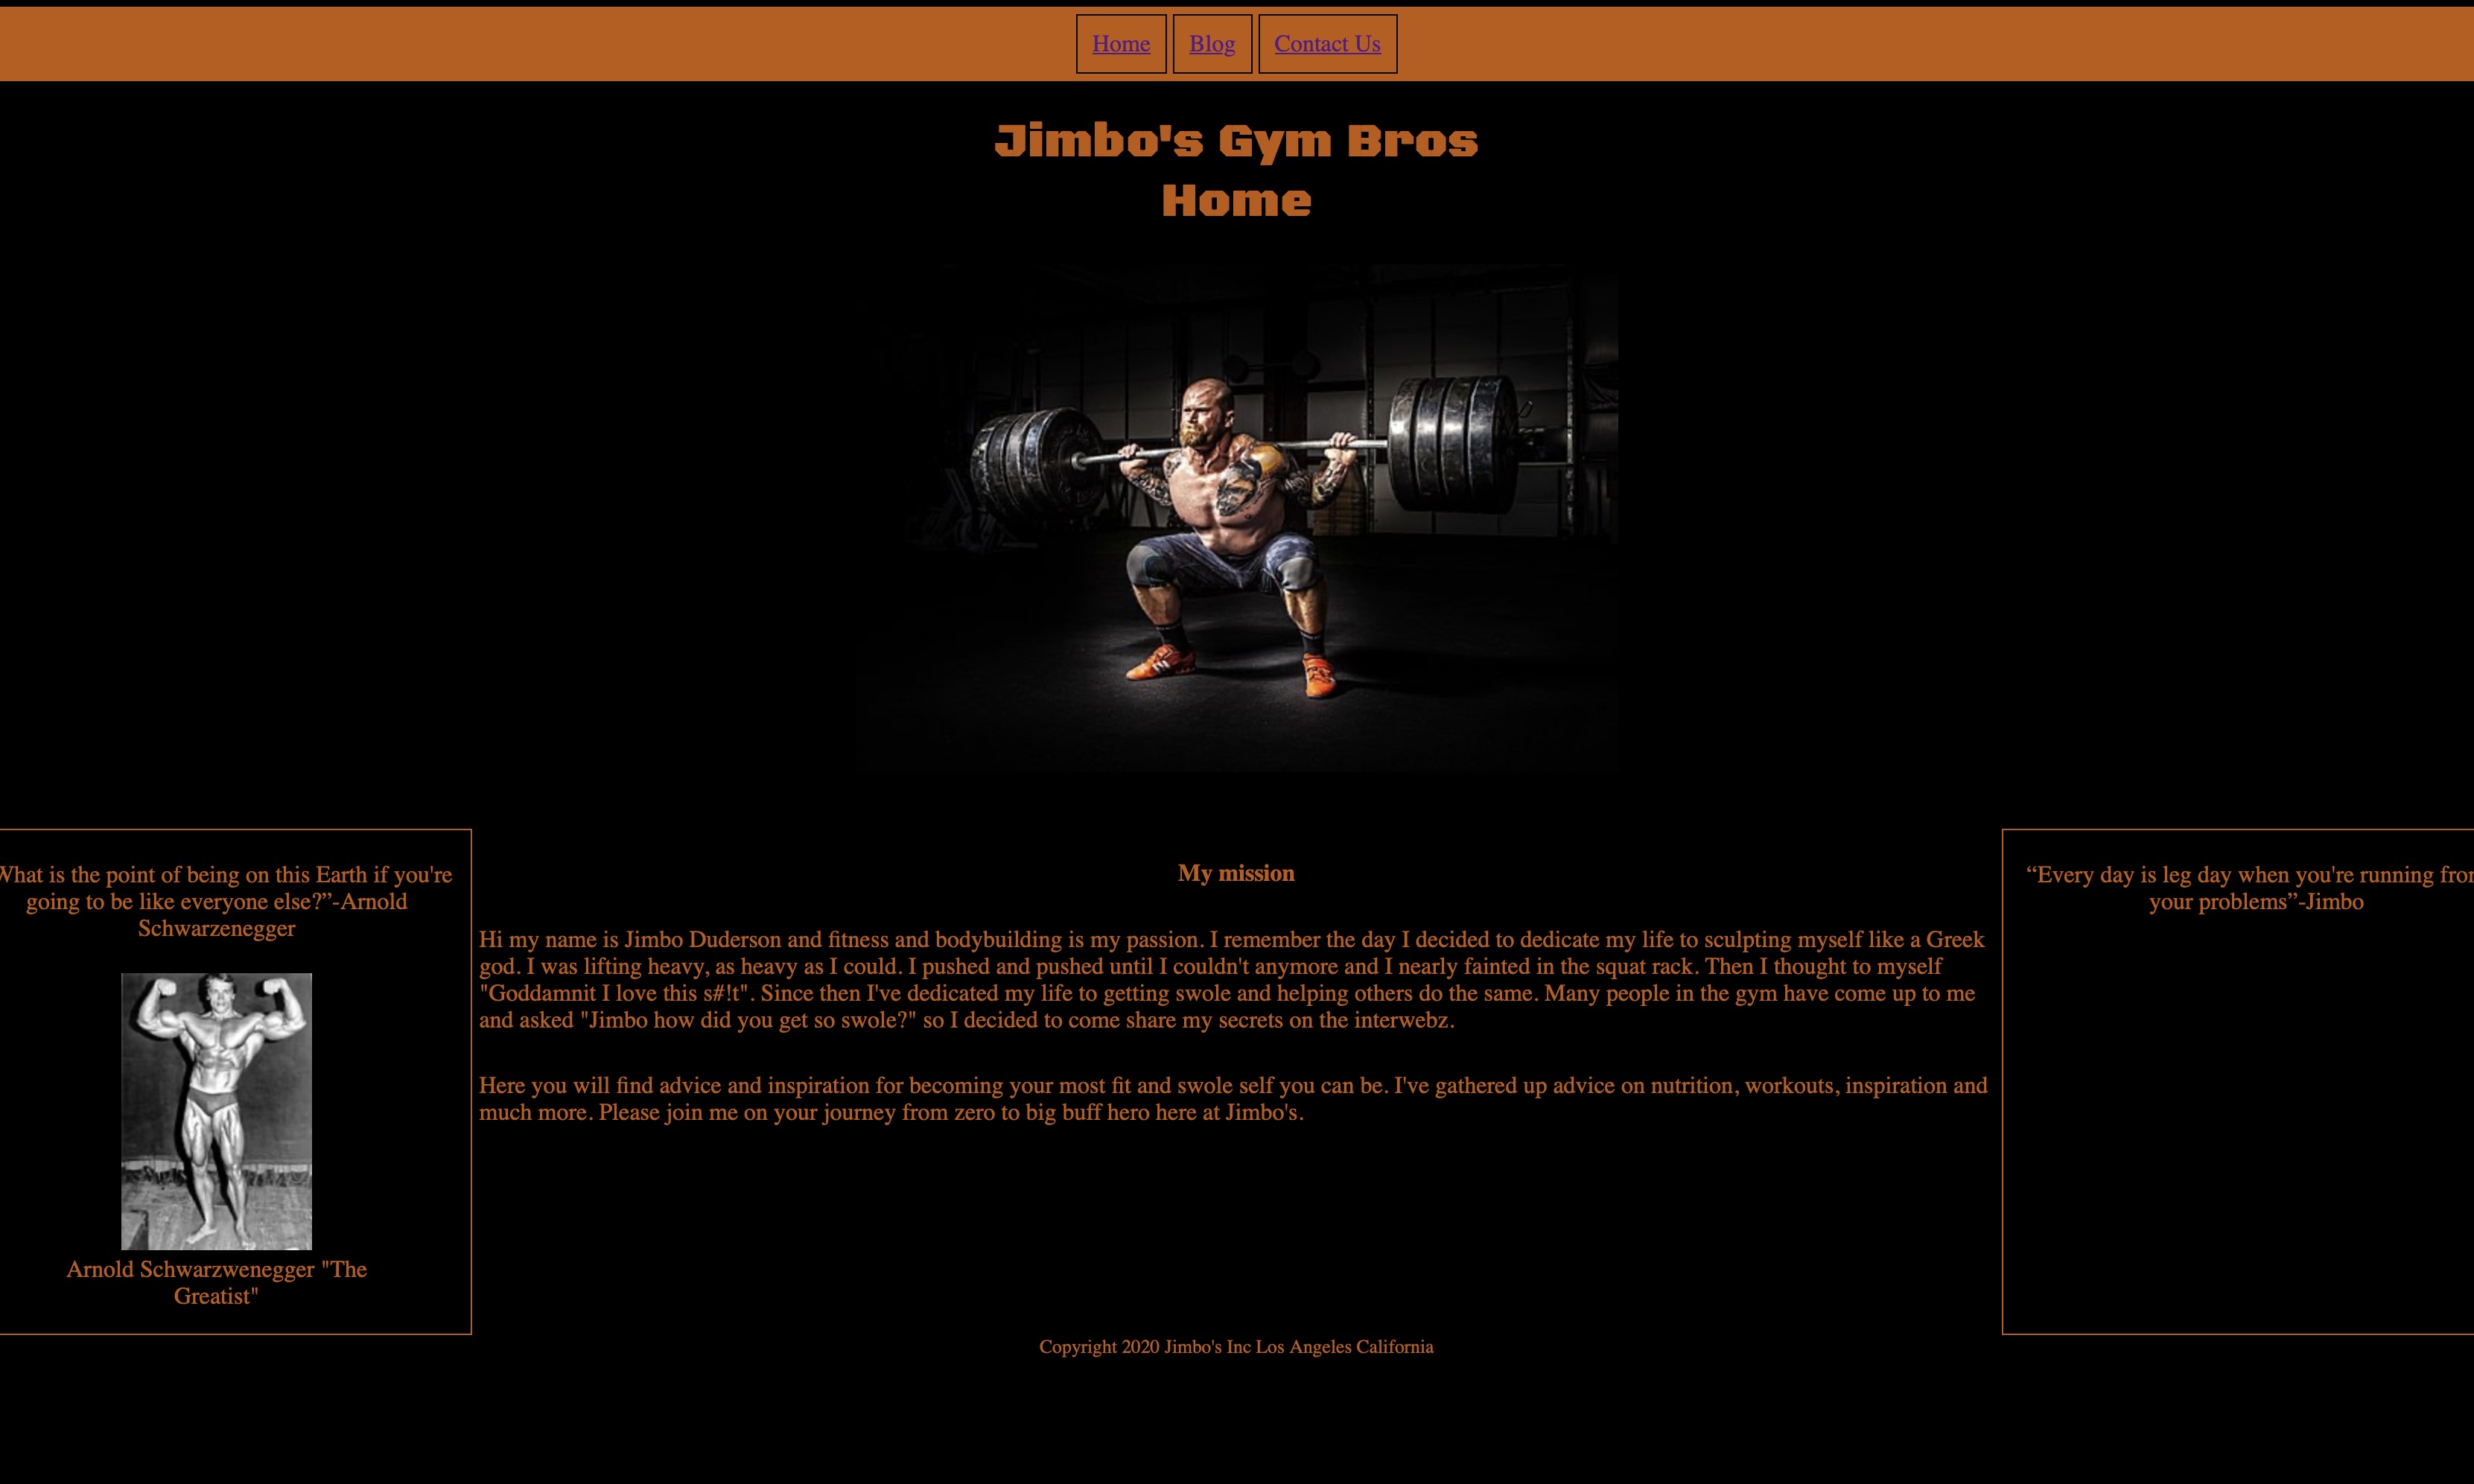 Home Blog Contact Us
Jimbo's Gym Bros
Home
What is the point of being on this Earth if you're
going to be like everyone else?”-Arnold
Schwarzenegger
Arnold Schwarzwenegger "The
Greatist"
My mission
Hi my name is Jimbo Duderson and fitness and bodybuilding is my passion. I remember the day I decided to dedicate my life to sculpting myself like a Greek
god. I was lifting heavy, as heavy as I could. I pushed and pushed until I couldn't anymore and I nearly fainted in the squat rack. Then I thought to myself
"Goddamnit I love this s#!t". Since then I've dedicated my life to getting swole and helping others do the same. Many people in the gym have come up to me
and asked "Jimbo how did you get so swole?" so I decided to come share my secrets on the interwebz.
Here you will find advice and inspiration for becoming your most fit and swole self you can be. I've gathered up advice on nutrition, workouts, inspiration and
much more. Please join me on your journey from zero to big buff hero here at Jimbo's.
“Every day is leg day when you're running from
your problems”-Jimbo
Copyright 2020 Jimbo's Inc Los Angeles California